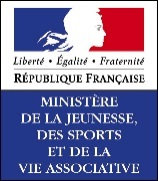 Liberté • Égalité • Fraternité
RÉPUBLIQUE FRANÇAISE
MINISTÈRE
DE LA JEUNESSE,
DES SPORTS
ET DE LA
VIE ASSOCIATIVE